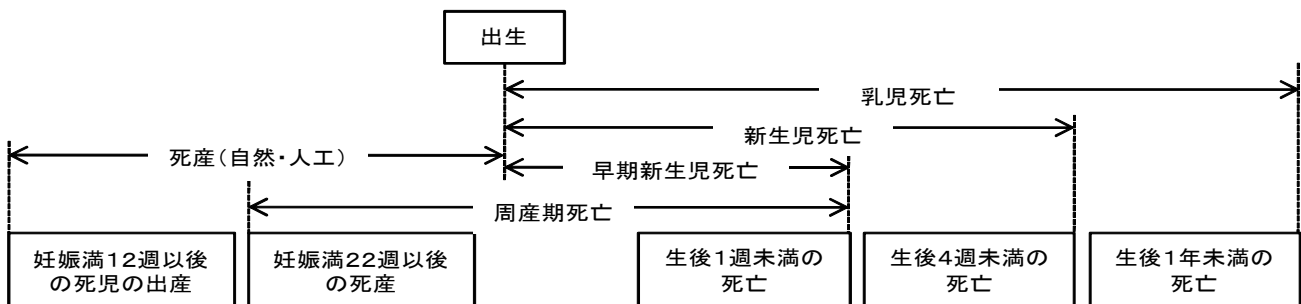 出生
乳児死亡
新生児死亡
死産(自然・人工)
早期新生児死亡
周産期死亡
妊娠満12週以後
の死児の出産
妊娠満22週以後
の死産
生後1週未満の
死亡
生後4週未満の
死亡
生後1年未満の
死亡